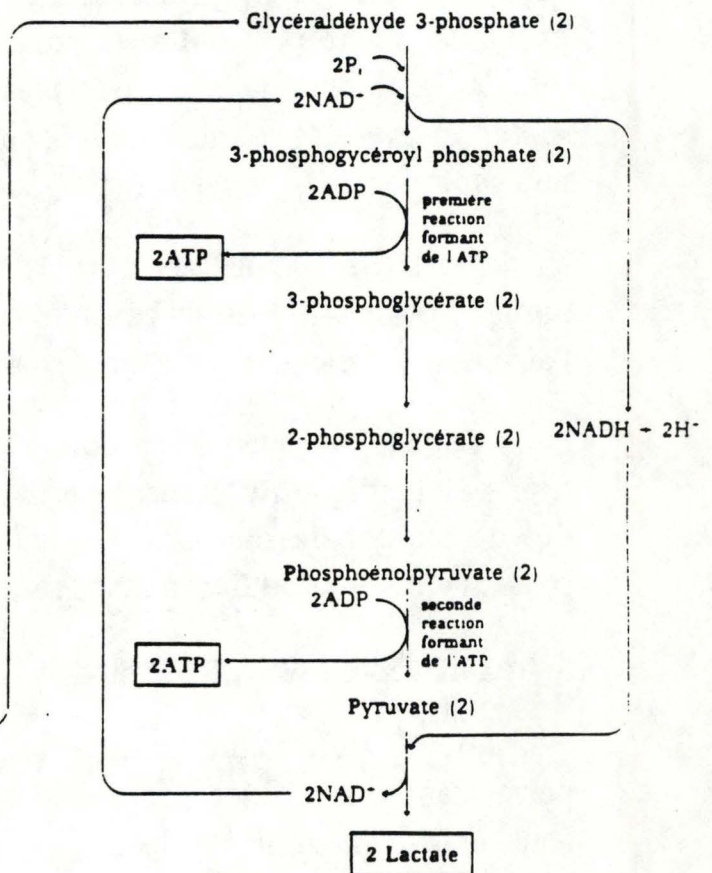 Glycéraldéhyde 3-phosphate (2)
2Pi
2NAD+
3-phosphogycéroyl phosphate (2)
2ADP
première
reaction
formant
de l'ATP
2ATP
3-phosphoglycérate (2)
2-phosphoglycérate (2)
2NADH + 2H+
Phosphoénolpyruvate (2)
2ADP
seconde
reaction
formant
de l'ATP
2ATP
Pyruvate (2)
2NAD+
2 Lactate